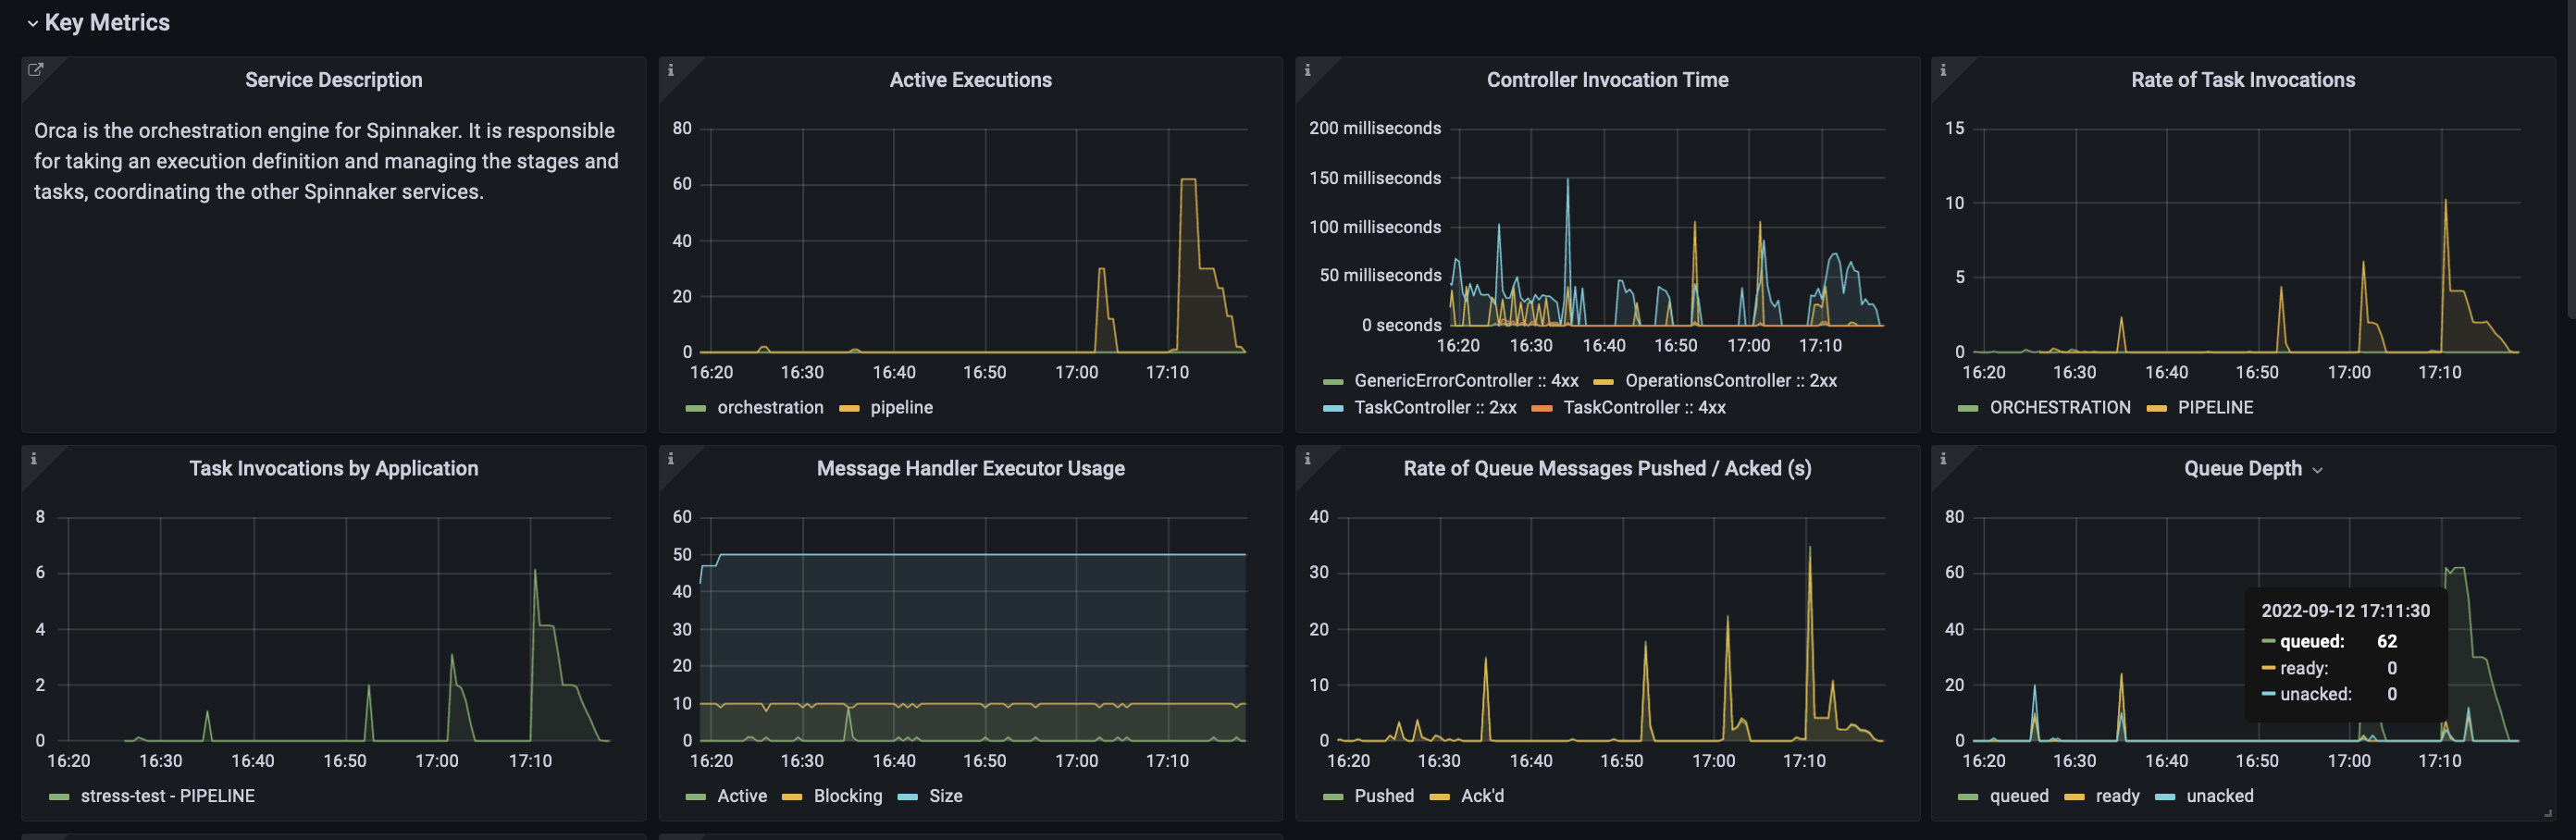 Key Metrics
Service Description
Orca is the orchestration engine for Spinnaker. It is responsible
for taking an execution definition and managing the stages and
tasks, coordinating the other Spinnaker services.
Active Executions
80
60
40
20
0
16:20 16:30 16:40 16:50 17:00 17:10
orchestration pipeline
Controller Invocation Time
200 milliseconds
150 milliseconds
100 milliseconds
50 milliseconds
0 seconds
16:20 16:30 16:40 16:50 17:00 17:10
GenericErrorController :: 4xx OperationsController :: 2xx
TaskController :: 2xx TaskController :: 4xx
Rate of Task Invocations
15
10
5
0
16:20 16:30 16:40 16:50 17:00 17:10
ORCHESTRATION PIPELINE
Task Invocations by Application
8
6
4
2
0
16:20 16:30 16:40 16:50 17:00 17:10
stress-test - PIPELINE
Message Handler Executor Usage
60
50
40
30
20
10
0
16:20 16:30 16:40 16:50 17:00 17:10
Active Blocking Size
Rate of Queue Messages Pushed / Acked (s)
40
30
20
10
0
16:20 16:30 16:40 16:50 17:00 17:10
Pushed Ack'd
Queue Depth
80
60
40
20
0
2022-09-12 17:11:30
queued: 62
ready: 0
unacked: 0
16:20 16:30 16:40 16:50 17:00 17:10
queued ready unacked